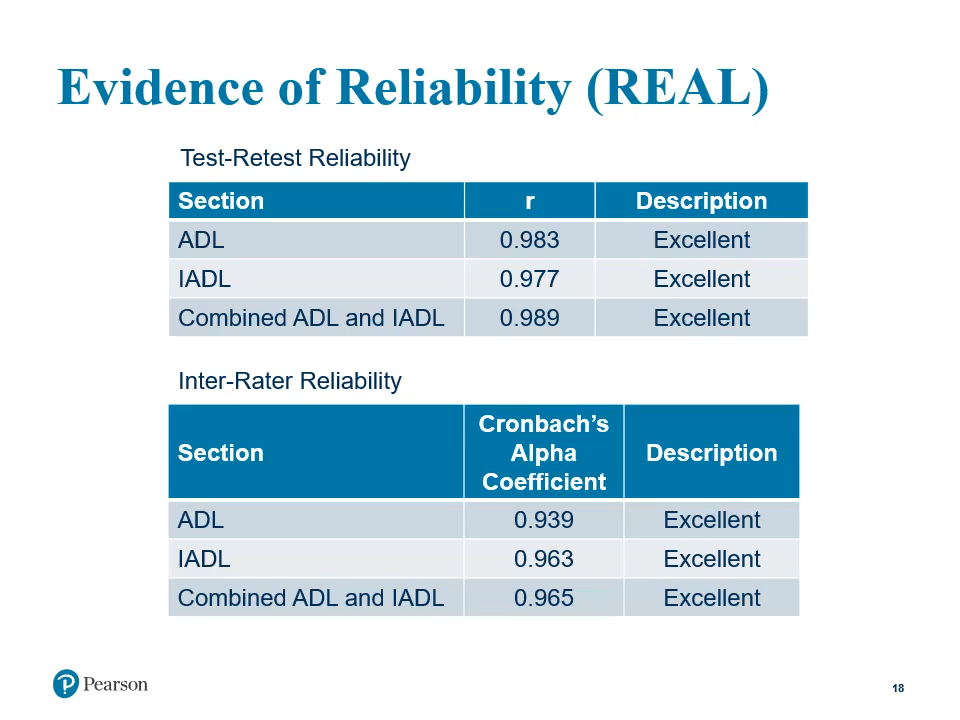 Evidence of Reliability (REAL)
Test-Retest Reliability
Section r Description
ADL 0.983 Excellent
IADL 0.977 Excellent
Combined ADL and IADL 0.989 Excellent
Inter-Rater Reliability
Section Cronbach’s Alpha Coefficient Description
ADL 0.939 Excellent
IADL 0.963 Excellent
Combined ADL and IADL 0.965 Excellent
P Pearson
18